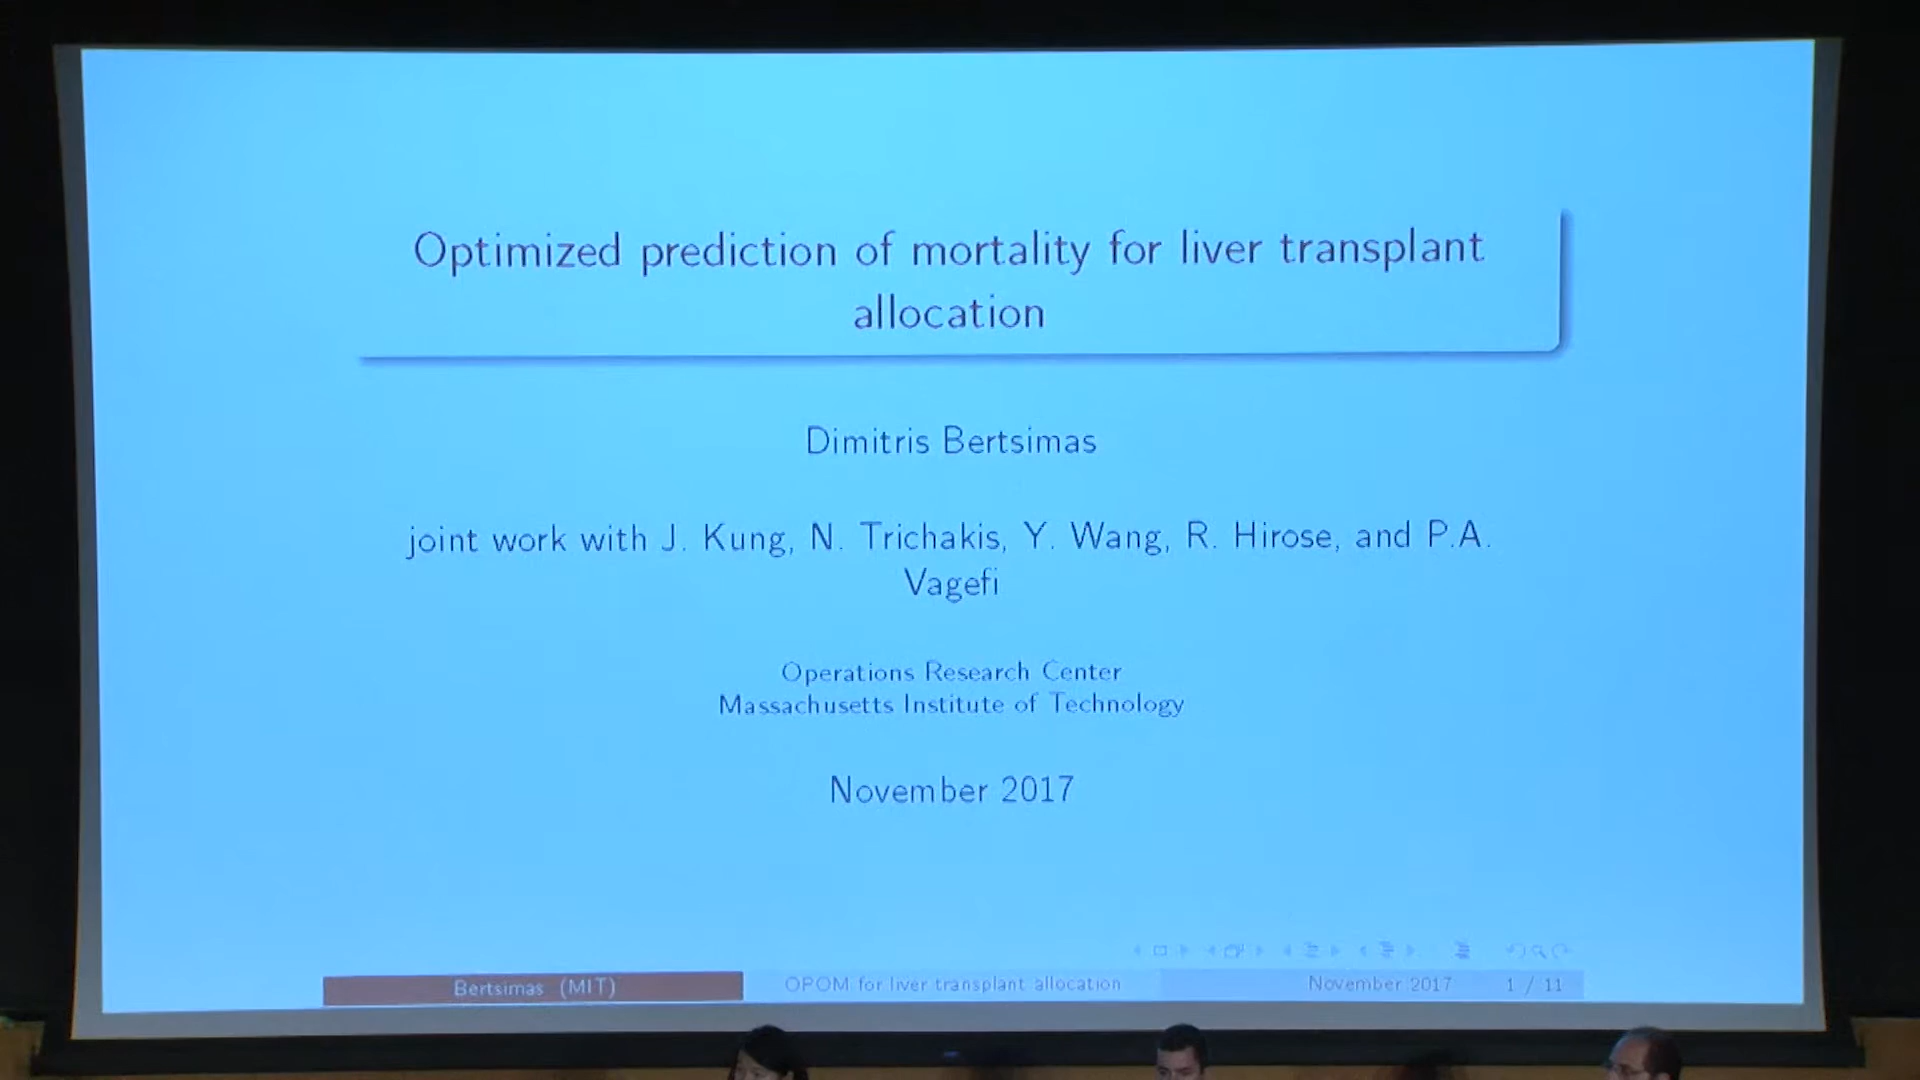 Optimized prediction of mortality for liver transplant
allocation
Dimitris Bertsimas
joint work with J. Kung, N. Trichakis, Y. Wang, R. Hirose, and P.A.
Vagefi
Operations Research Center
Massachusetts Institute of Technology
November 2017
Bertsimas (MIT) OPOM for liver transplant allocation November 2017 1 / 11